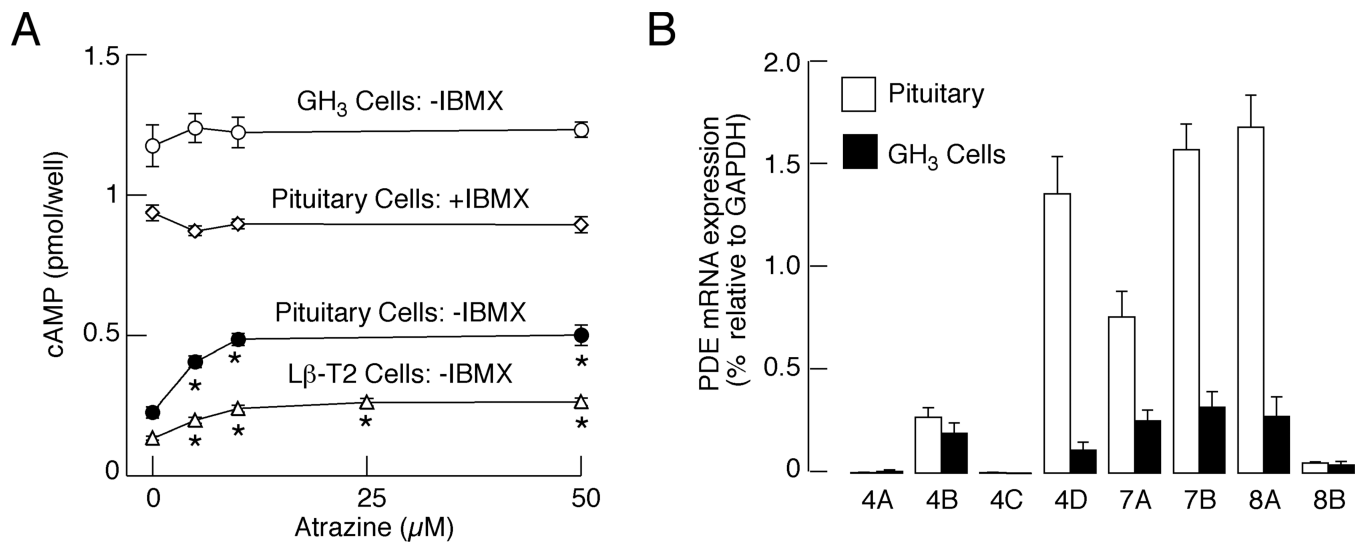 A
1.5
1
0.5
0
cAMP (pmol/well)
GH3 Cells: -IBMX
Pituitary Cells: +IBMX
Pituitary Cells: -IBMX
* * *
Lβ-T2 Cells: -IBMX
* * * *
0 25 50
Atrazine (µM)
B
2.0
1.5
1.0
0.5
0
PDE mRNA expression
(% relative to GAPDH)
Pituitary
GH3 Cells
4A 4B 4C 4D 7A 7B 8A 8B